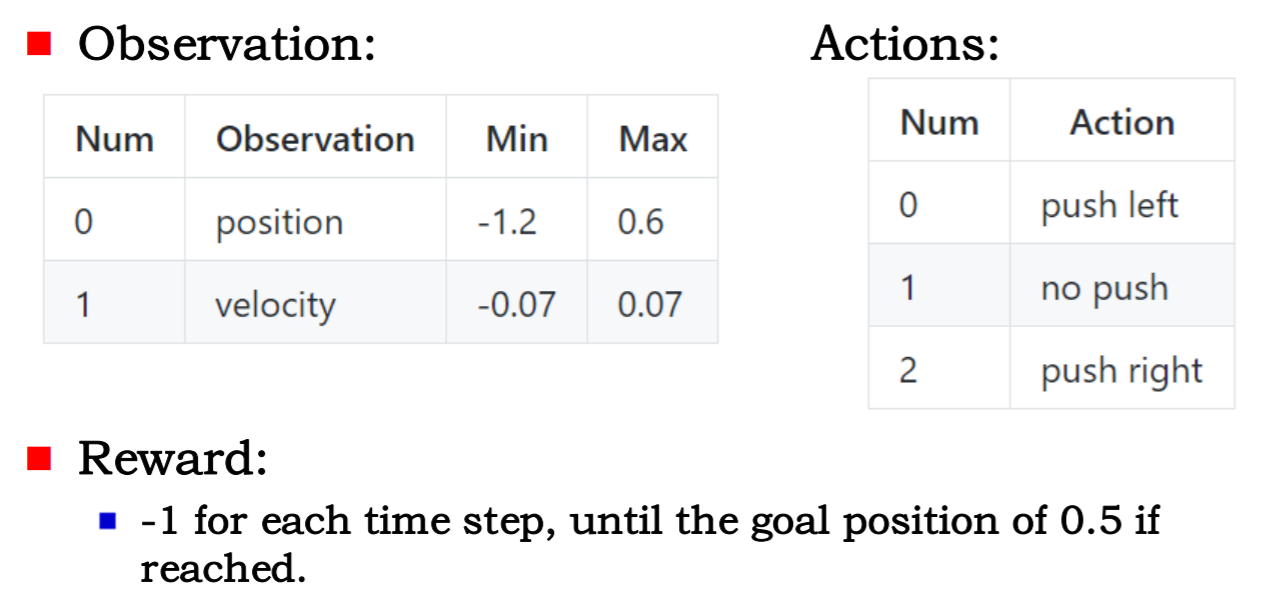 Observation:
Num Observation Min Max
0 position -1.2 0.6
1 velocity -0.07 0.07
Actions:
Num Action
0 push left
1 no push
2 push right
Reward:
-1 for each time step, until the goal position of 0.5 if
reached.